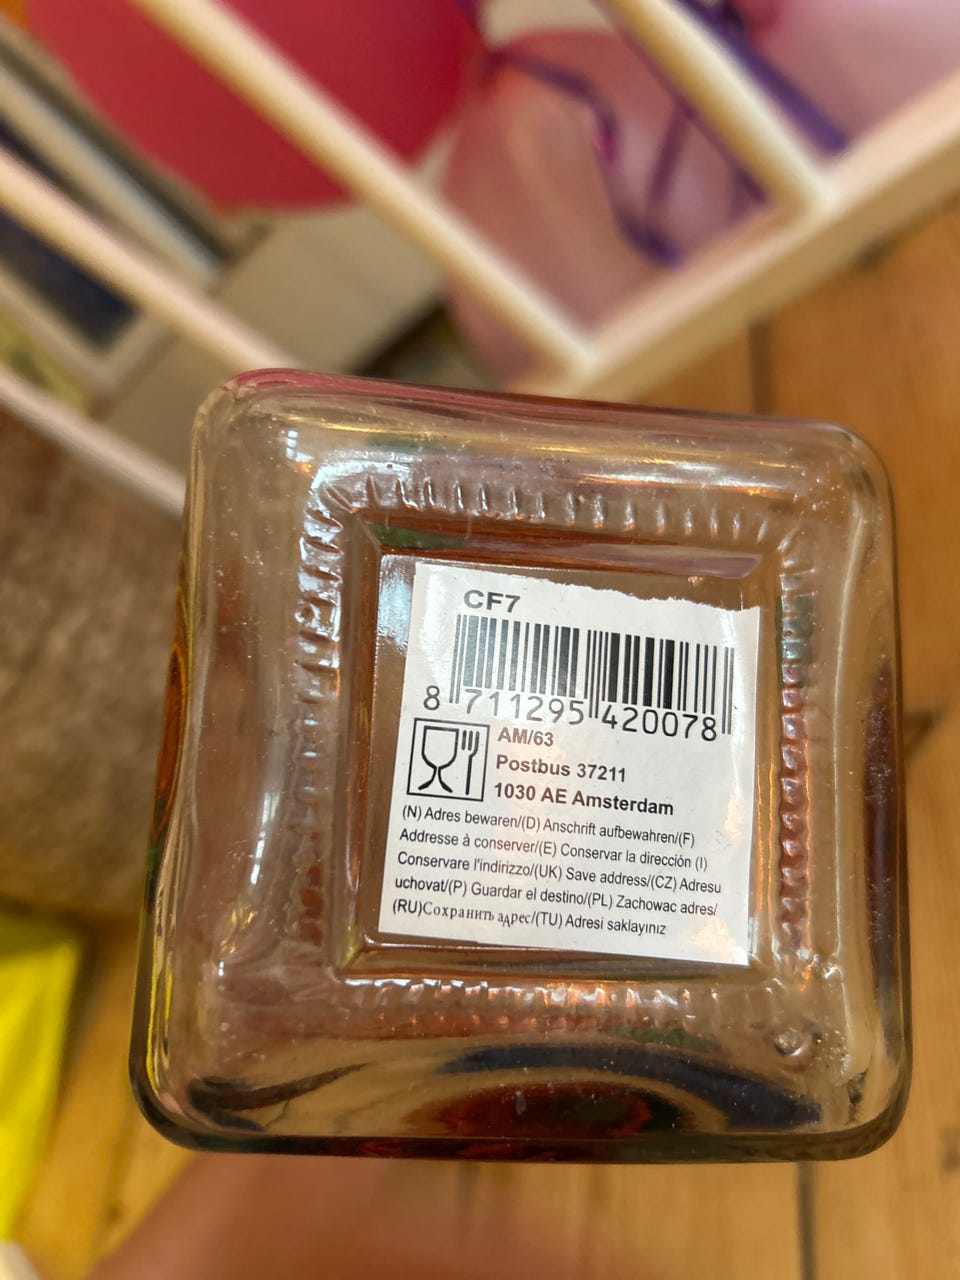 CF7
8 711295 420078
AM/63
Postbus 37211
1030 AE Amsterdam
(N) Adres bewaren/(D) Anschrift aufbewahren/(F)
Addresse à conserver/(E) Conservar la dirección (I)
Conservare l'indirizzo/(UK) Save address/(CZ) Adresu
uchovat/(P) Guardar el destino/(PL) Zachowac adres/
(RU)Сохранить адрес/(TU) Adresi saklayınız